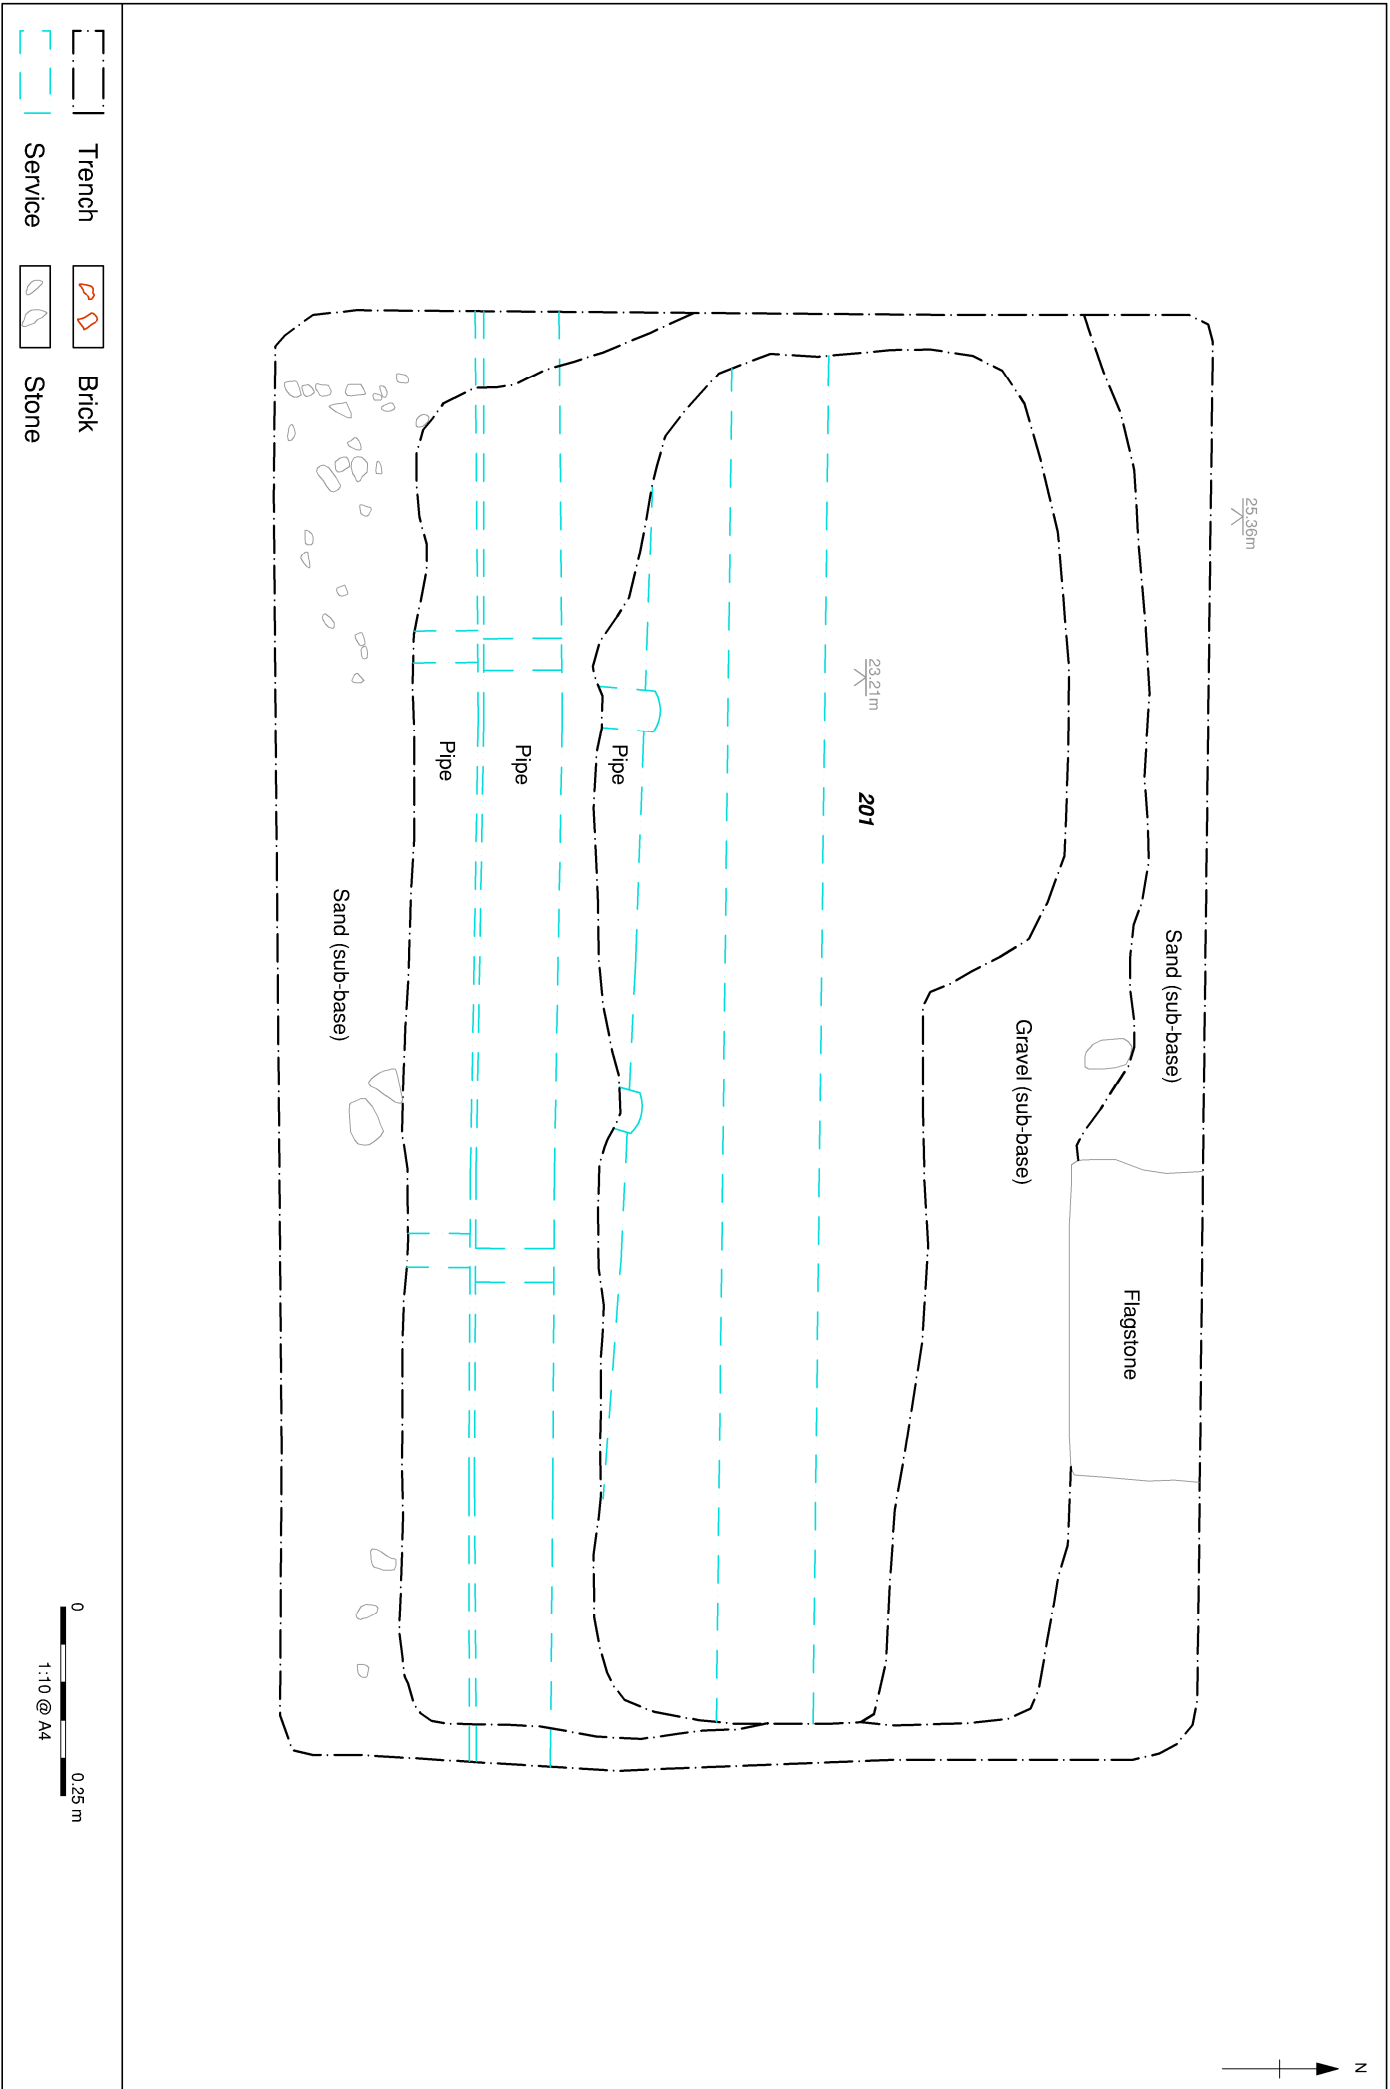 N
25.36m
Sand (sub-base)
Flagstone
Gravel (sub-base)
23.21m
201
Pipe
Pipe
Pipe
Sand (sub-base)
Trench
Brick
Service
Stone
0
0.25 m
1:10 @ A4